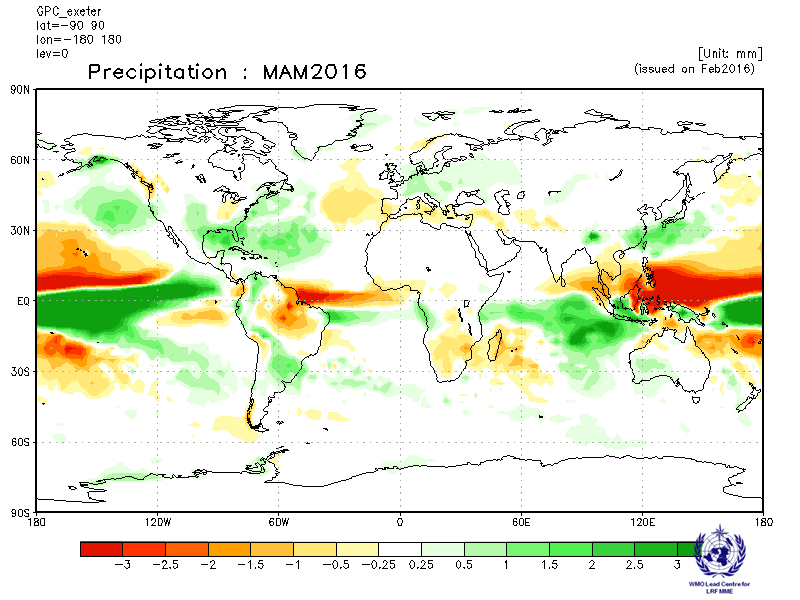 GPC_exeter
lat=-90 90
lon=-180 180
lev=0
[Unit: mm]
Precipitation : MAM2016
(issued on Feb2016)
90N
60N
30N
EQ
30S
60S
90S
180 120W 60W 0 60E 120E 180
-3 -2.5 -2 -1.5 -1 -0.5 -0.25 0.25 0.5 1 1.5 2 2.5 3
WMO Lead Centre for
LRF MME